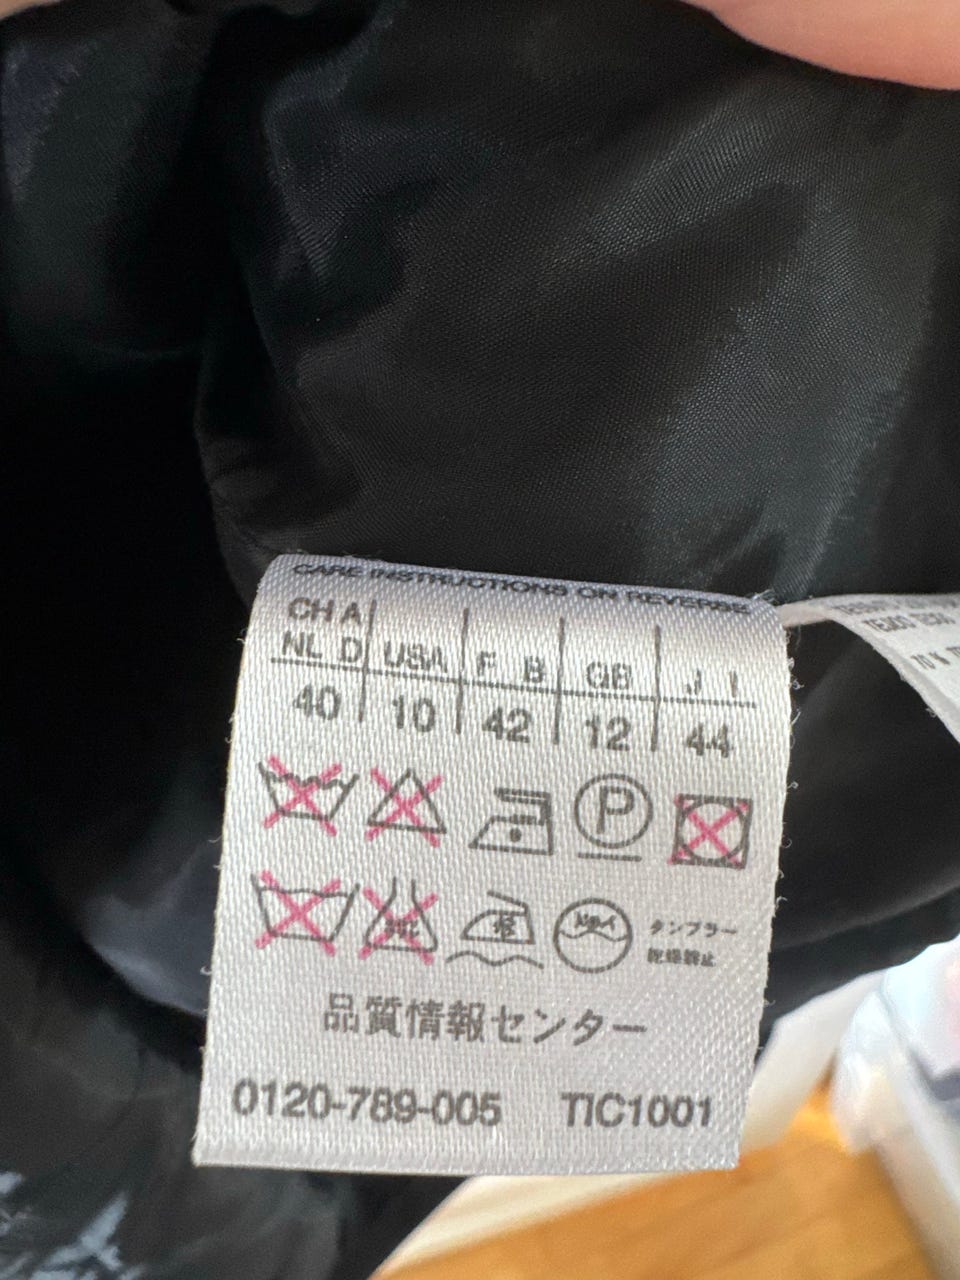 CARE INSTRUCTIONS ON REVERSE
CH A
NL D USA F B GB J I
40 10 42 12 44
P
タンプラー
乾燥禁止
品質情報センター
0120-789-005 TIC1001